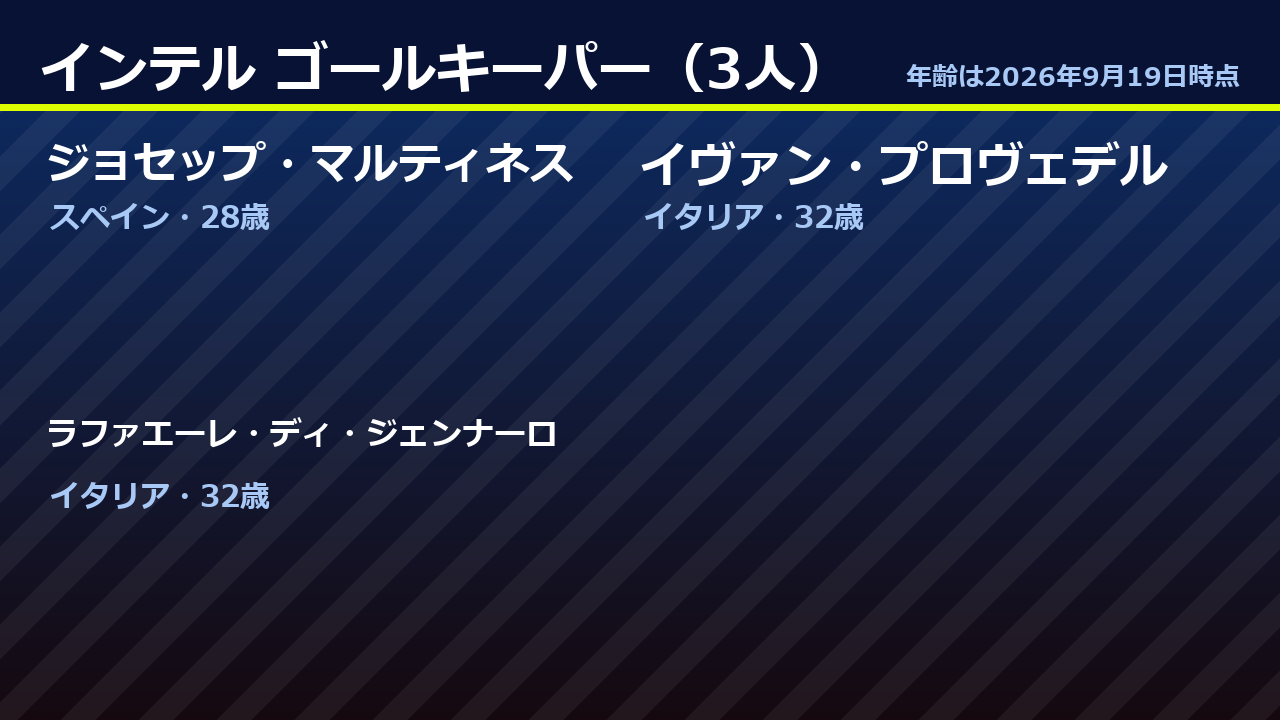 インテル ゴールキーパー（3人）
年齢は2026年9月19日時点
ジョセップ・マルティネス
スペイン・28歳
イヴァン・プロヴェデル
イタリア・32歳
ラファエーレ・ディ・ジェンナーロ
イタリア・32歳